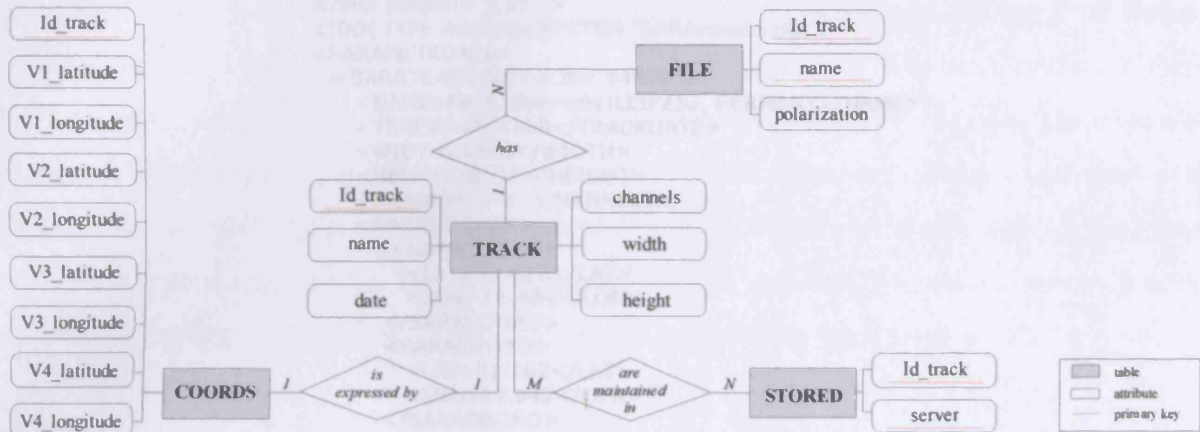 Id_track
V1_latitude
V1_longitude
V2_latitude
V2_longitude
V3_latitude
V3_longitude
V4_latitude
V4_longitude
FILE
Id_track
name
polarization
N
has
1
Id_track
name
date
TRACK
channels
width
height
COORDS
1
is
expressed by
1
M
are
maintained
in
N
STORED
Id_track
server
table
attribute
primary key